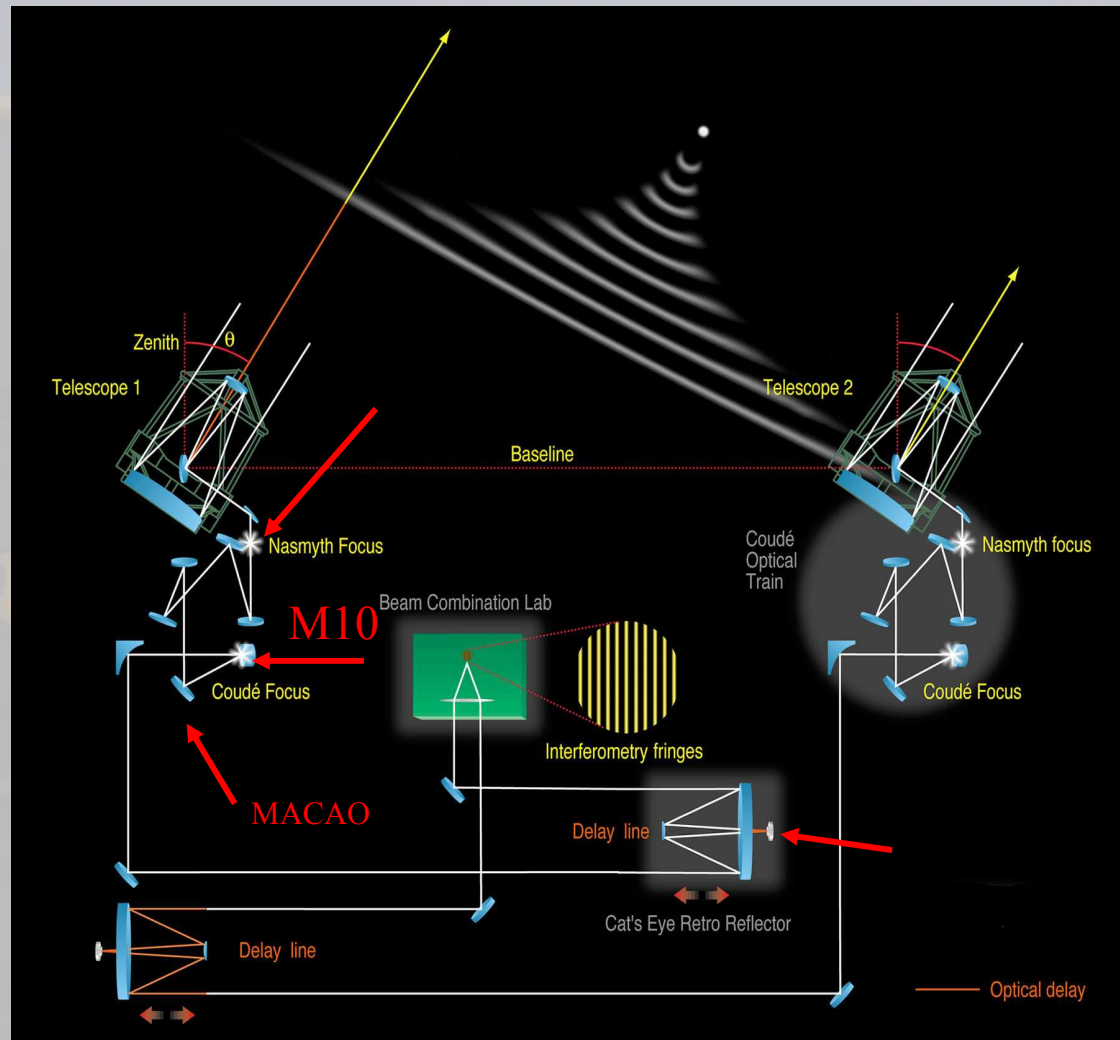 Zenith
θ
Telescope 1
Telescope 2
Baseline
Nasmyth Focus
Coudé
Optical
Train
Nasmyth focus
Beam Combination Lab
M10
Coudé Focus
Coudé Focus
Interferometry fringes
MACAO
Delay line
Cat's Eye Retro Reflector
Delay line
Optical delay